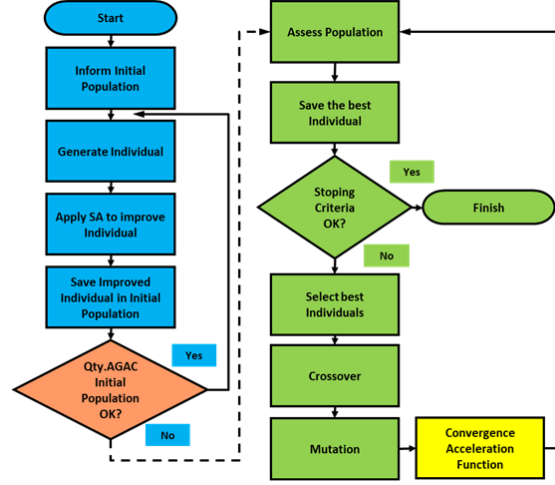 Start
Inform Initial
Population
Generate Individual
Apply SA to improve
Individual
Save Improved
Individual in Initial
Population
Qty.AGAC
Initial
Population
OK?
Yes
No
Assess Population
Save the best
Individual
Stoping
Criteria
OK?
Yes
Finish
No
Select best
Individuals
Crossover
Mutation
Convergence
Acceleration
Function